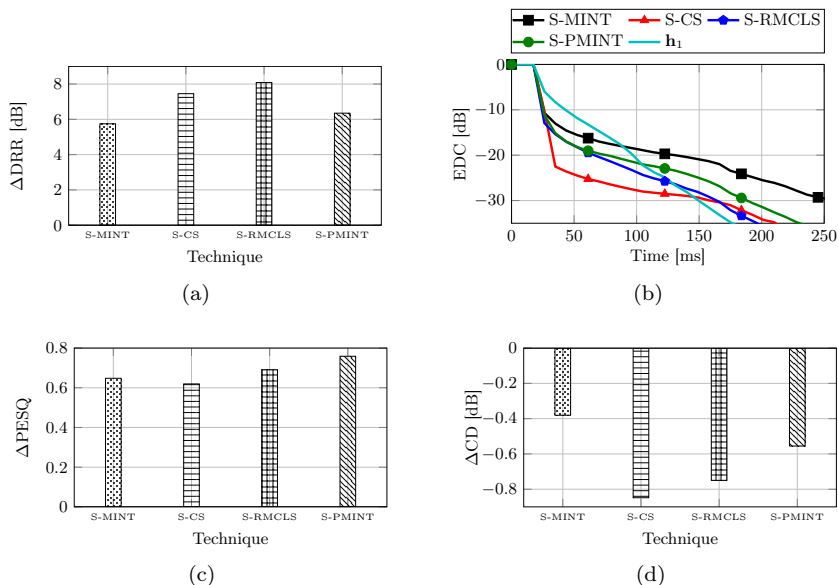 8
6
4
2
0
ΔDRR [dB]
S-MINT S-CS S-RMCLS S-PMINT
Technique
(a)
S-MINT S-CS S-RMCLS
S-PMINT h₁
0
−10
−20
−30
EDC [dB]
0 50 100 150 200 250
Time [ms]
(b)
0.8
0.6
0.4
0.2
0
ΔPESQ
S-MINT S-CS S-RMCLS S-PMINT
Technique
(c)
0
−0.2
−0.4
−0.6
−0.8
ΔCD [dB]
S-MINT S-CS S-RMCLS S-PMINT
Technique
(d)